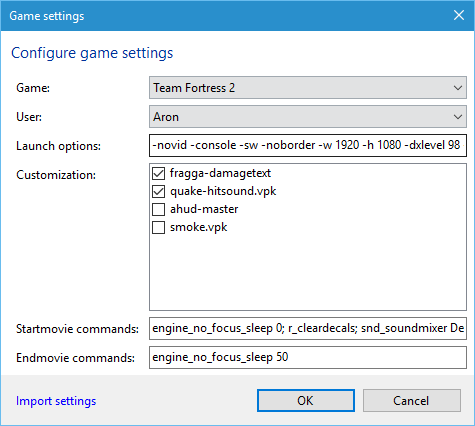 Game settings
Configure game settings
Game: Team Fortress 2
User: Aron
Launch options: -novid -console -sw -noborder -w 1920 -h 1080 -dxlevel 98
Customization: fragga-damagetext
quake-hitsound.vpk
ahud-master
smoke.vpk
Startmovie commands: engine_no_focus_sleep 0; r_cleardecals; snd_soundmixer De
Endmovie commands: engine_no_focus_sleep 50
Import settings OK Cancel